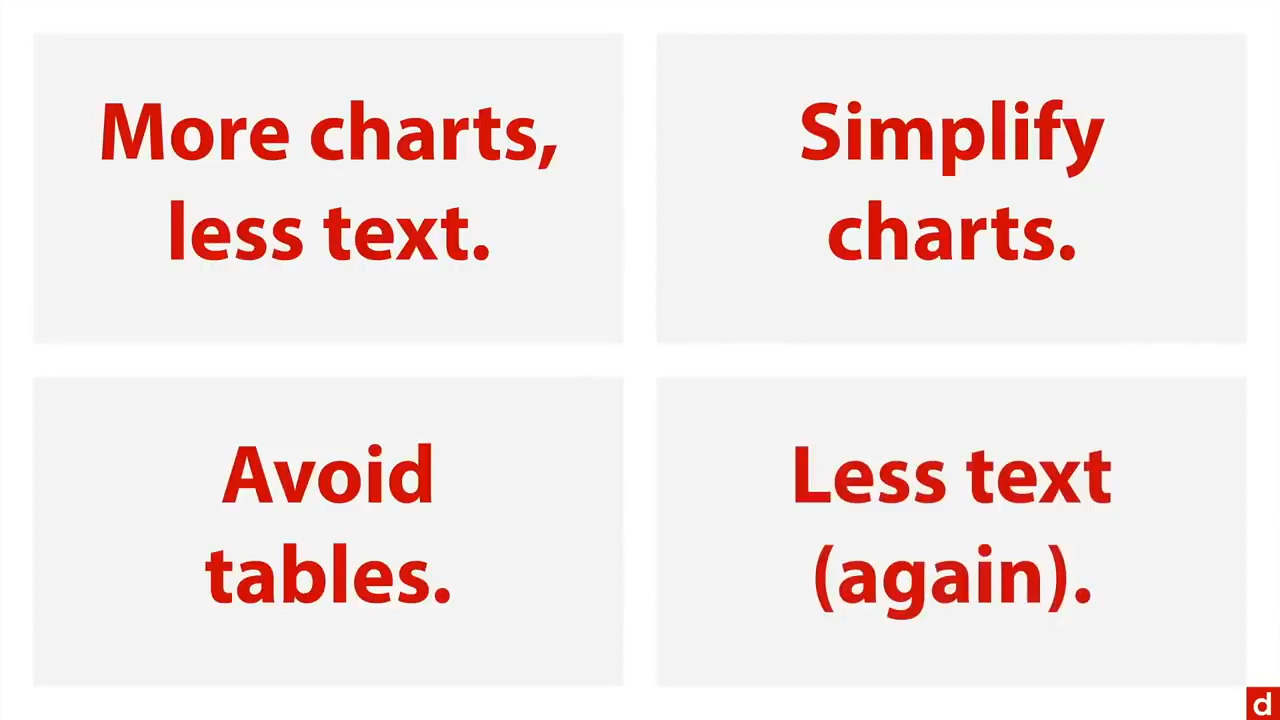 More charts,
less text.
Simplify
charts.
Avoid
tables.
Less text
(again).
d